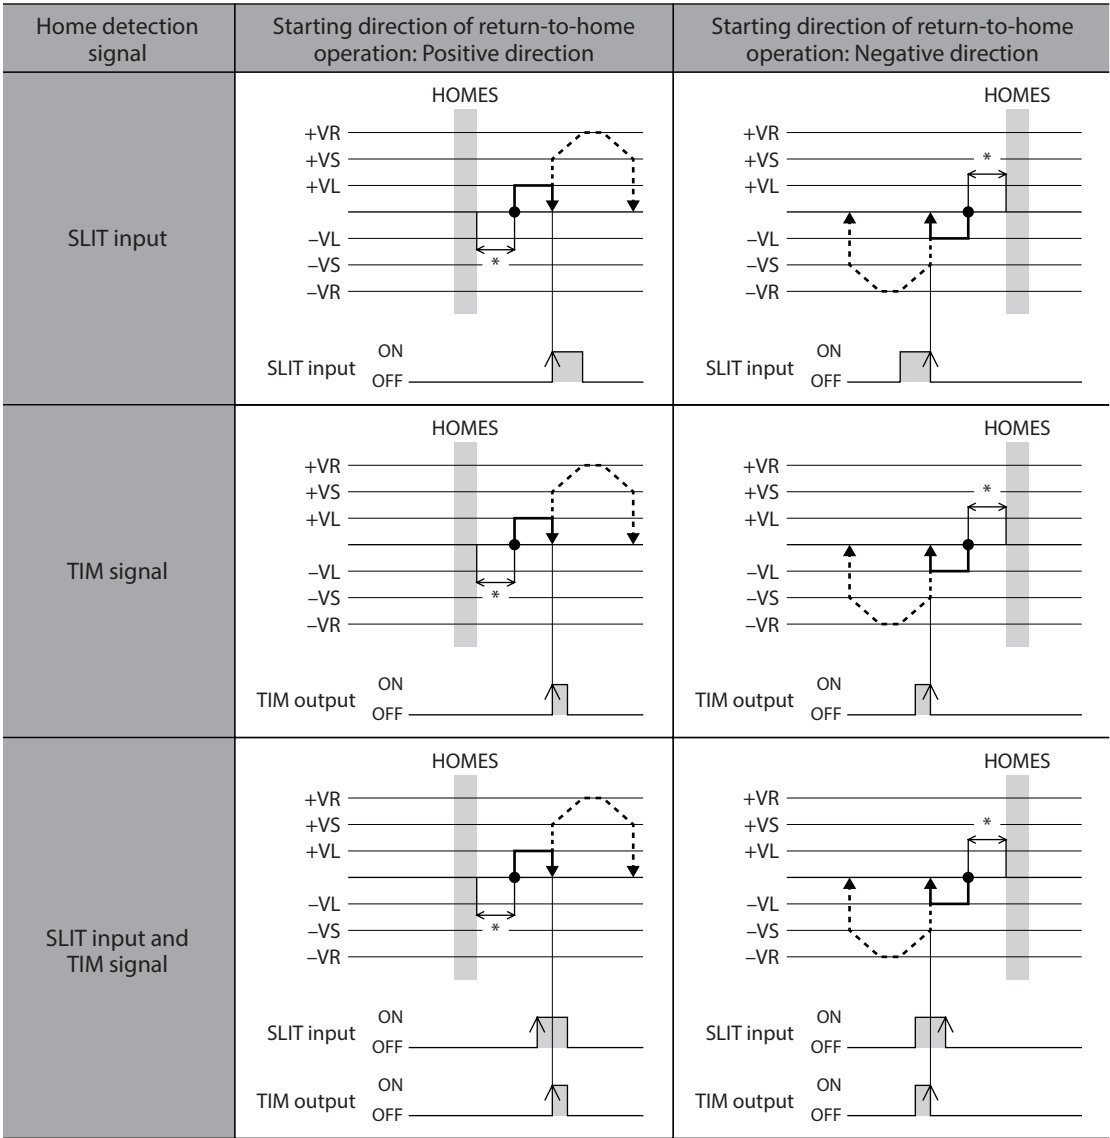 Home detection
signal
Starting direction of return-to-home
operation: Positive direction
Starting direction of return-to-home
operation: Negative direction
SLIT input
HOMES
+VR
+VS
+VL
–VL
–VS
–VR
*
SLIT input
ON
OFF
HOMES
+VR
+VS
+VL
–VL
–VS
–VR
*
SLIT input
ON
OFF
TIM signal
HOMES
+VR
+VS
+VL
–VL
–VS
–VR
*
TIM output
ON
OFF
HOMES
+VR
+VS
+VL
–VL
–VS
–VR
*
TIM output
ON
OFF
SLIT input and
TIM signal
HOMES
+VR
+VS
+VL
–VL
–VS
–VR
*
SLIT input
ON
OFF
TIM output
ON
OFF
HOMES
+VR
+VS
+VL
–VL
–VS
–VR
*
SLIT input
ON
OFF
TIM output
ON
OFF